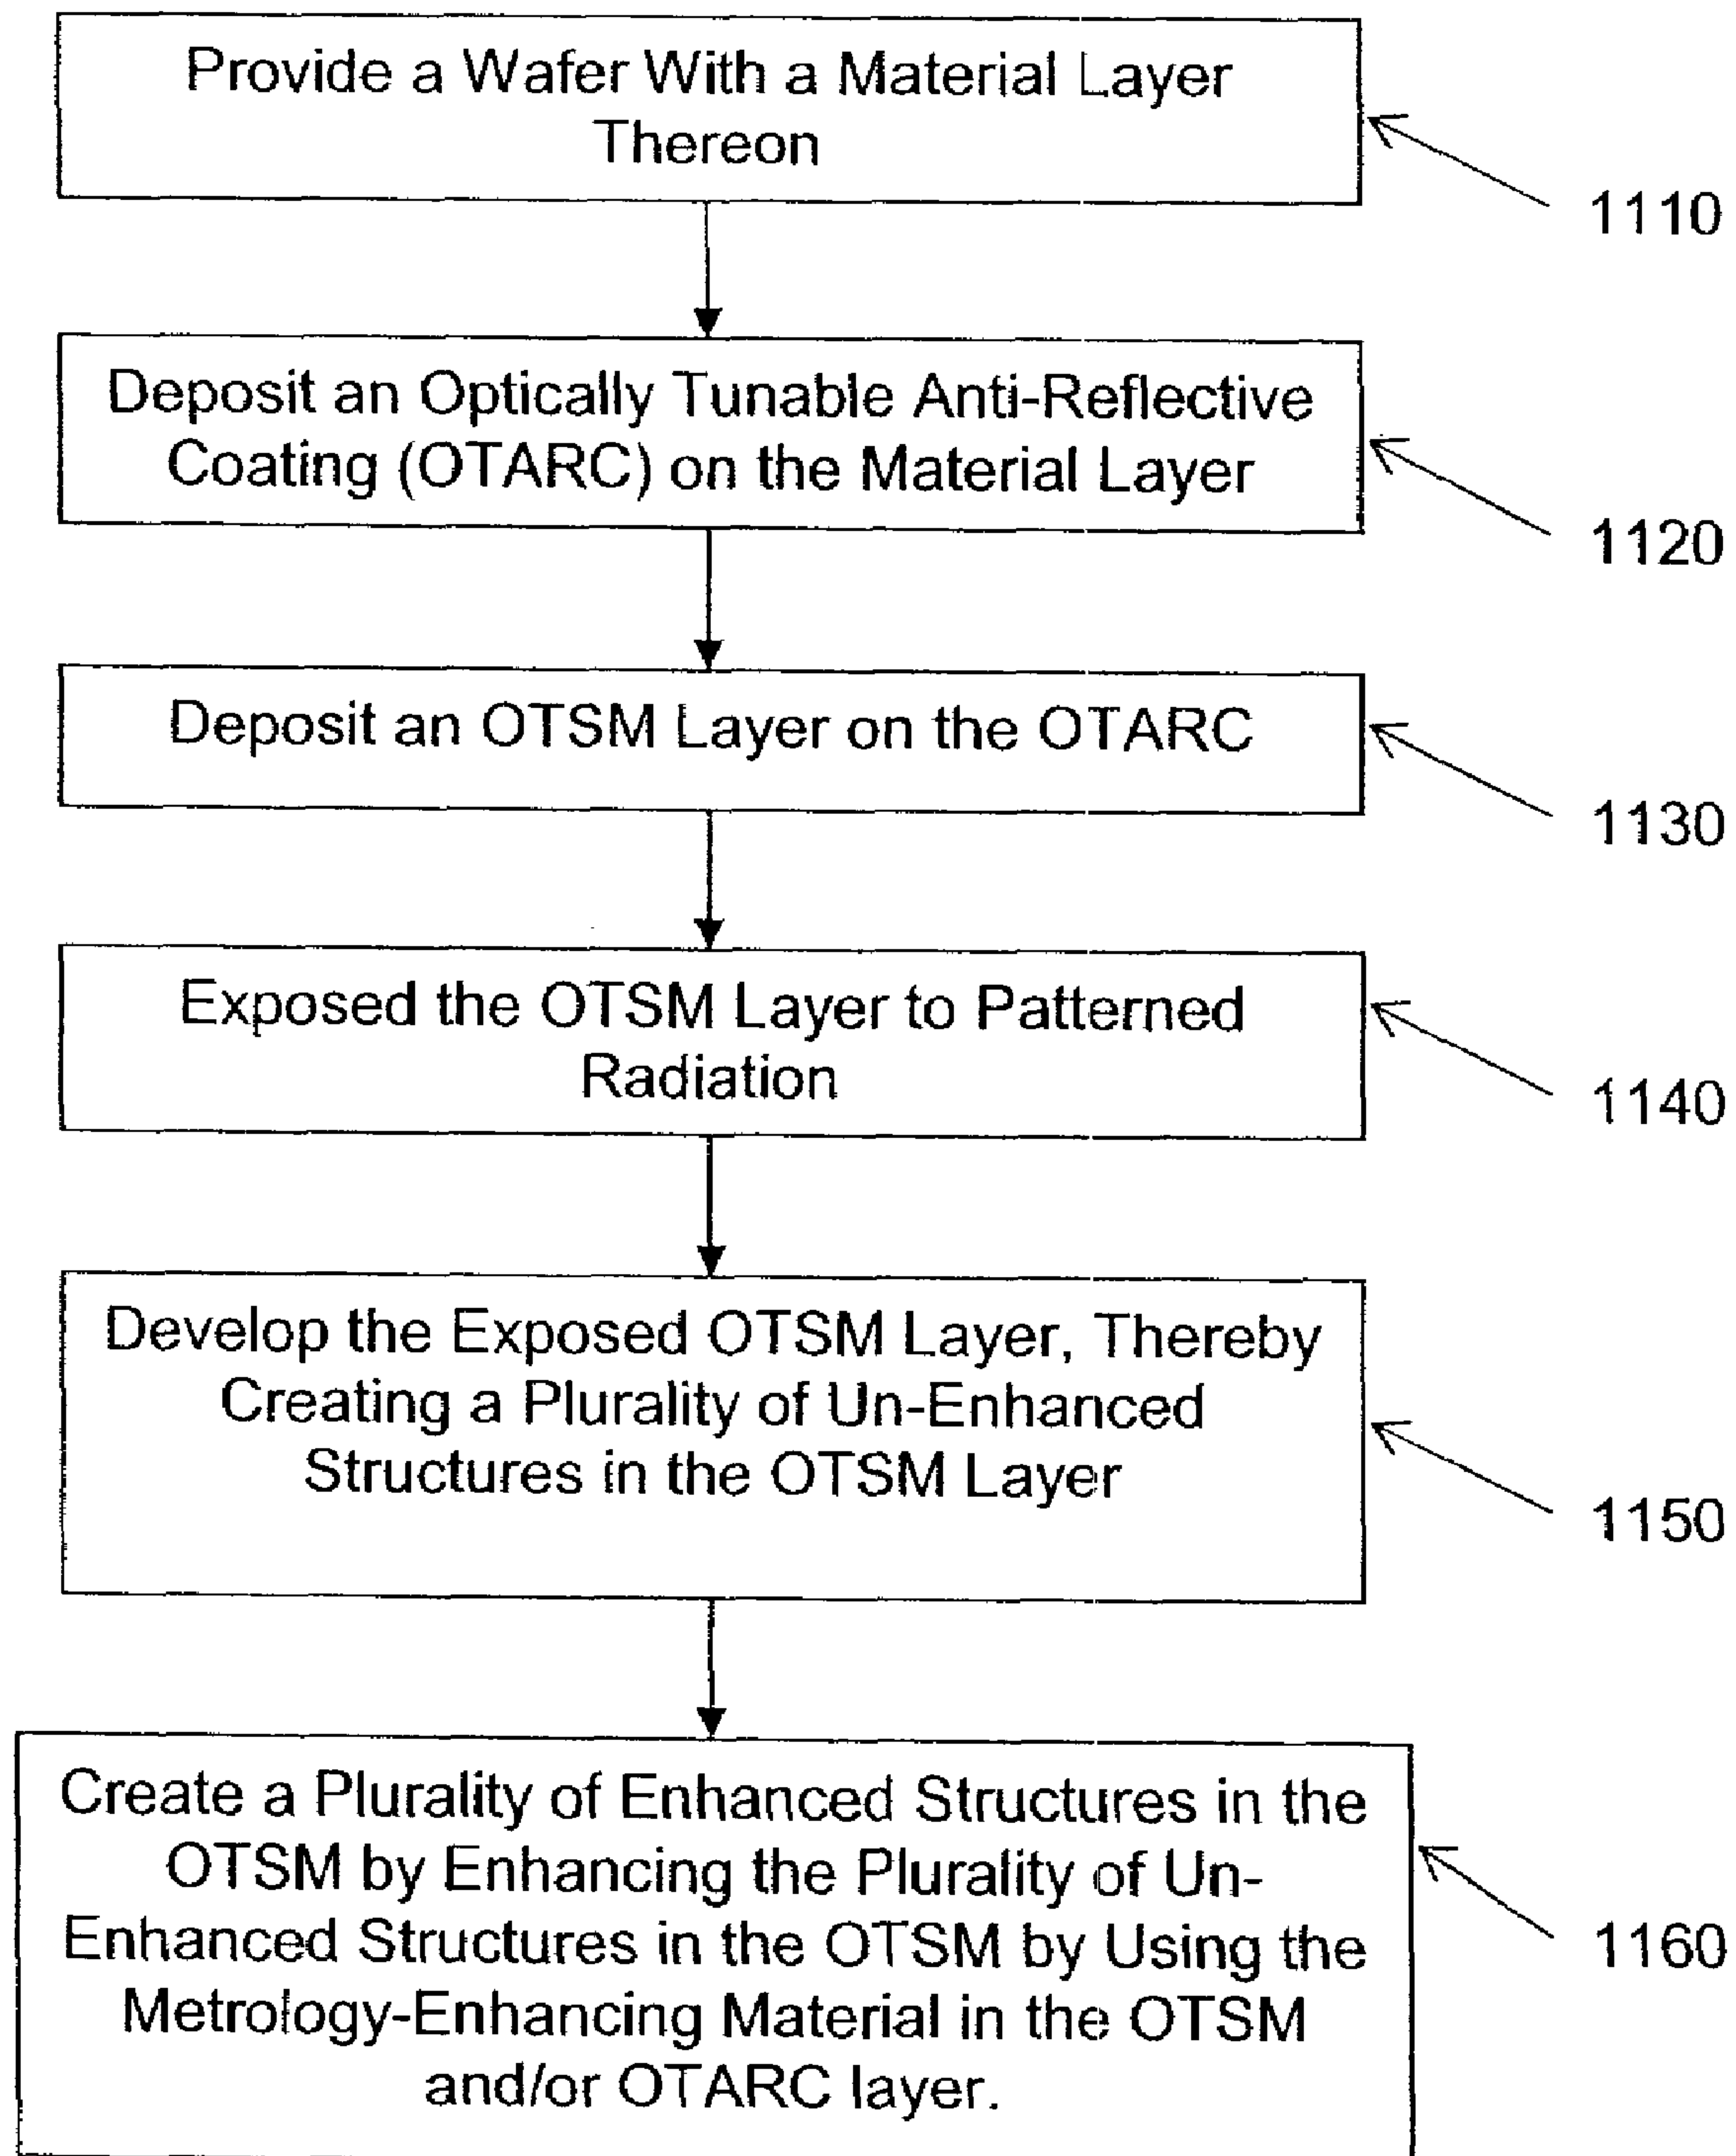 Provide a Wafer With a Material Layer
Thereon
1110
Deposit an Optically Tunable Anti-Reflective
Coating (OTARC) on the Material Layer
1120
Deposit an OTSM Layer on the OTARC
1130
Exposed the OTSM Layer to Patterned
Radiation
1140
Develop the Exposed OTSM Layer, Thereby
Creating a Plurality of Un-Enhanced
Structures in the OTSM Layer
1150
Create a Plurality of Enhanced Structures in the
OTSM by Enhancing the Plurality of Un-
Enhanced Structures in the OTSM by Using the
Metrology-Enhancing Material in the OTSM
and/or OTARC layer.
1160